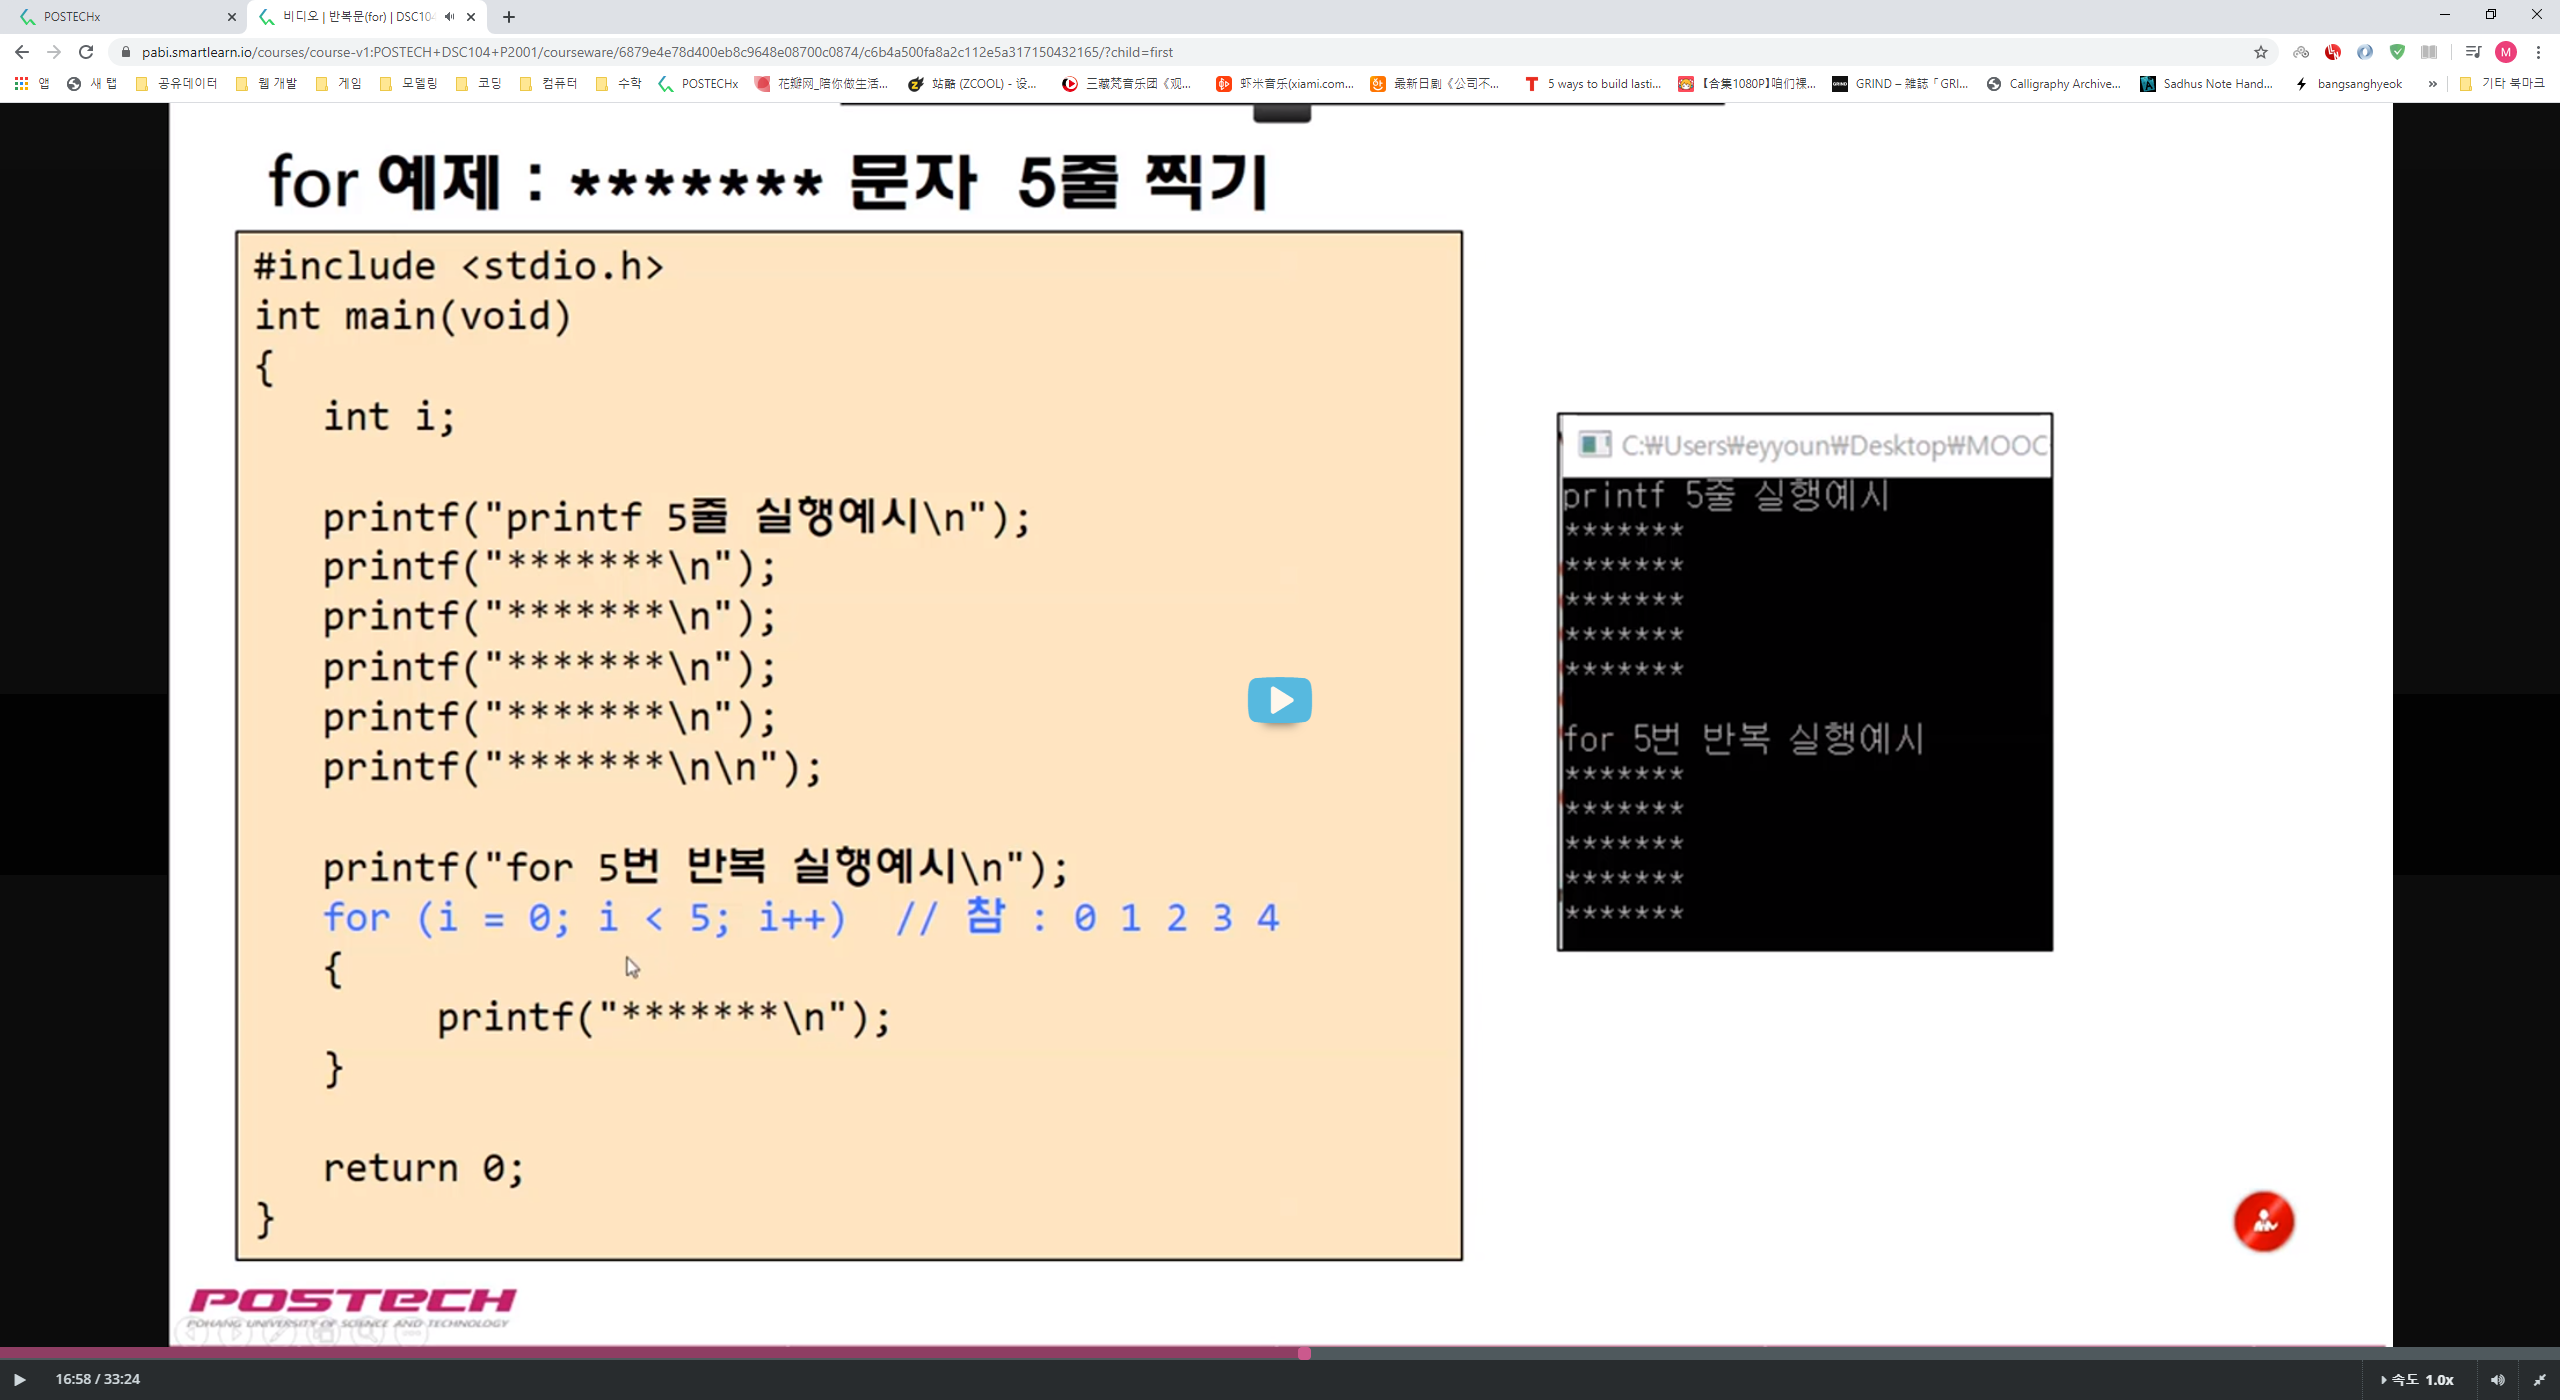 POSTECHx
비디오 | 반복문(for) | DSC10
pabi.smartlearn.io/courses/course-v1:POSTECH+DSC104+P2001/courseware/6879e4e78d400eb8c9648e08700c0874/c6b4a500fa8a2c112e5a317150432165/?child=first
M
앱 새 탭 공유데이터 웹 개발 게임 모델링 코딩 컴퓨터 수학 POSTECHx 花瓣网_陪你做生活... 站酷 (ZCOOL) - 设... 三藏梵音乐团《观... 虾米音乐(xiami.com... 最新日剧《公司不... 5 ways to build lasti... 【合集1080P】咱们裸... GRIND – 雑誌「GRI... Calligraphy Archive... Sadhus Note Hand... bangsanghyeok » 기타 북마크
for 예제 : ******* 문자 5줄 찍기
#include <stdio.h>
int main(void)
{
int i;
printf("printf 5줄 실행예시\n");
printf("*******\n");
printf("*******\n");
printf("*******\n");
printf("*******\n");
printf("*******\n\n");
printf("for 5번 반복 실행예시\n");
for (i = 0; i < 5; i++) // 참 : 0 1 2 3 4
{
printf("*******\n");
}
return 0;
}
C:₩Users₩eyyoun₩Desktop₩MOOC
printf 5줄 실행예시
*******
*******
*******
*******
*******
for 5번 반복 실행예시
*******
*******
*******
*******
*******
POSTECH
POHANG UNIVERSITY OF SCIENCE AND TECHNOLOGY
16:58 / 33:24
속도 1.0x